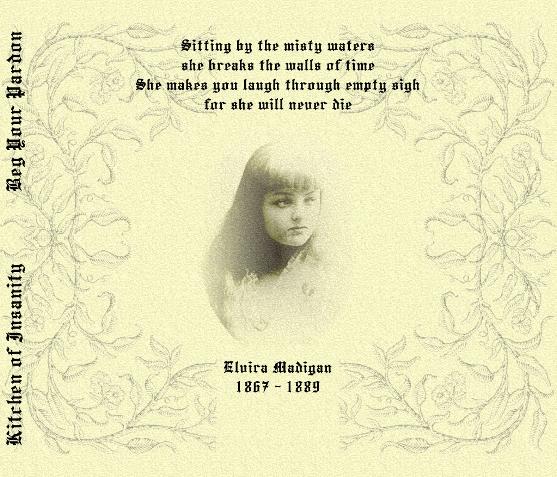 Sitting by the misty waters
she breaks the walls of time
She makes you laugh through empty sigh
for she will never die
Elvira Madigan
1867 - 1889
Beg Your Pardon
Kitchen of Insanity